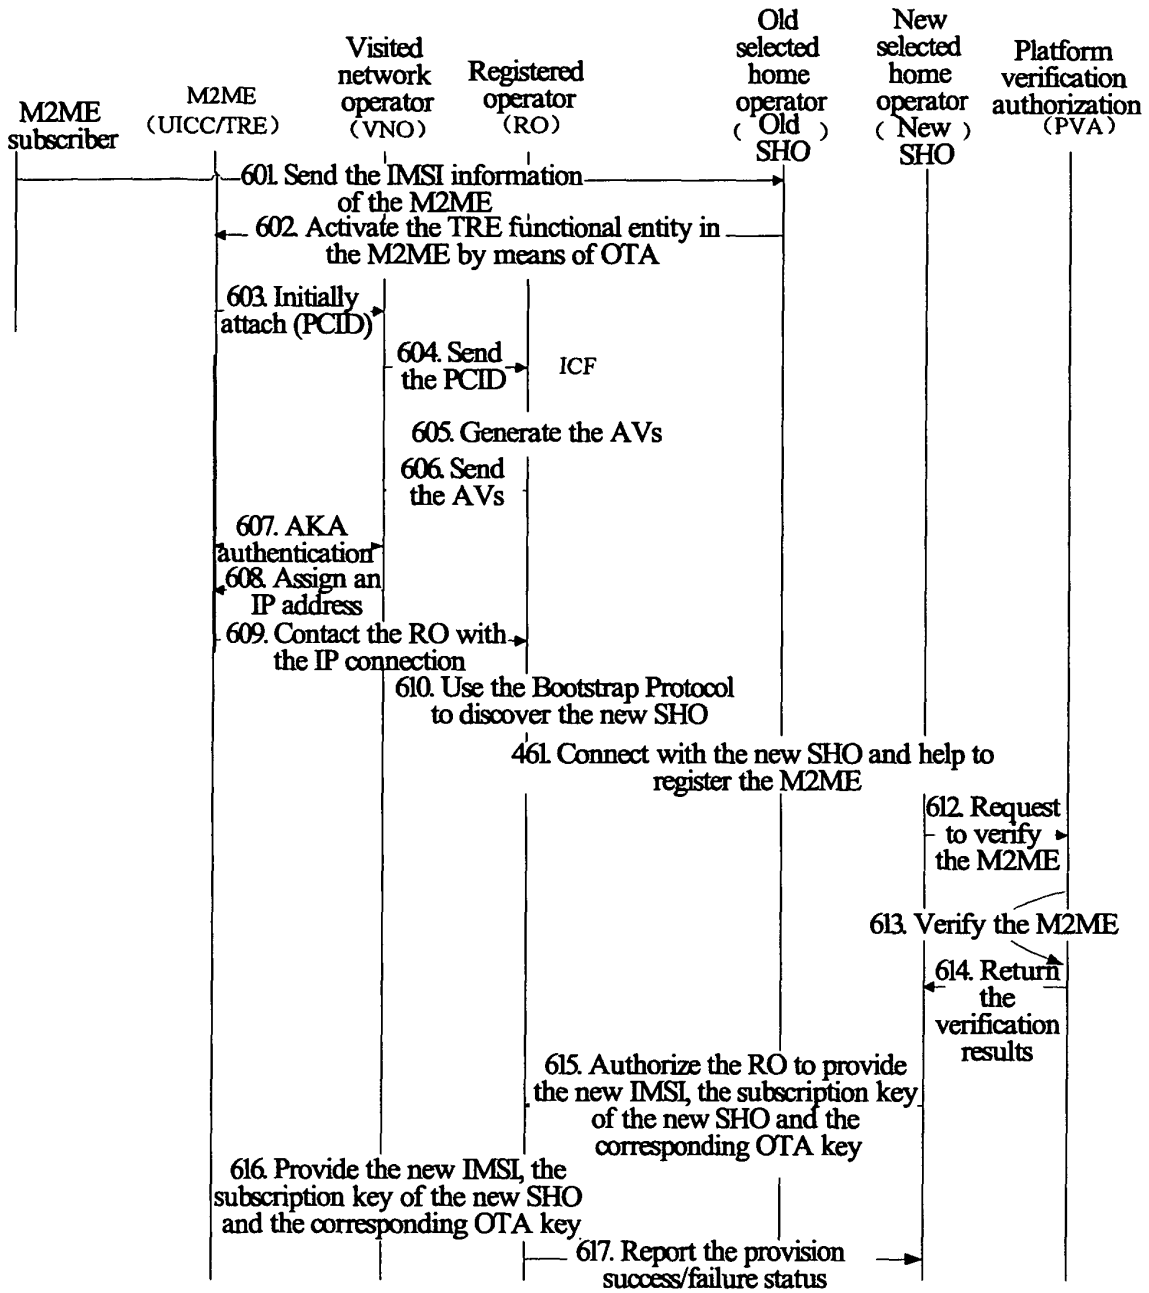 M2ME
subscriber
M2ME
(UICC/TRE)
Visited
network
operator
(VNO)
Registered
operator
(RO)
Old
selected
home
operator
( Old )
SHO
New
selected
home
operator
( New )
SHO
Platform
verification
authorization
(PVA)
601. Send the IMSI information
of the M2ME
602. Activate the TRE functional entity in
the M2ME by means of OTA
603. Initially
attach (PCID)
604. Send
the PCID
ICF
605. Generate the AVs
606. Send
the AVs
607. AKA
authentication
608. Assign an
IP address
609. Contact the RO with
the IP connection
610. Use the Bootstrap Protocol
to discover the new SHO
461. Connect with the new SHO and help to
register the M2ME
612. Request
to verify
the M2ME
613. Verify the M2ME
614. Return
the
verification
results
615. Authorize the RO to provide
the new IMSI, the subscription key
of the new SHO and the
corresponding OTA key
616. Provide the new IMSI, the
subscription key of the new SHO
and the corresponding OTA key
617. Report the provision
success/failure status